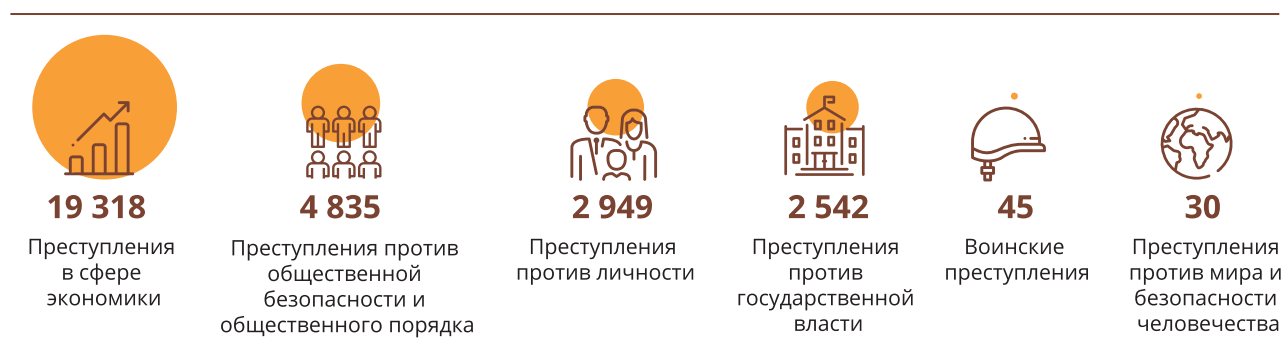 19 318
Преступления
в сфере
экономики
4 835
Преступления против
общественной
безопасности и
общественного порядка
2 949
Преступления
против личности
2 542
Преступления
против
государственной
власти
45
Воинские
преступления
30
Преступления
против мира и
безопасности
человечества